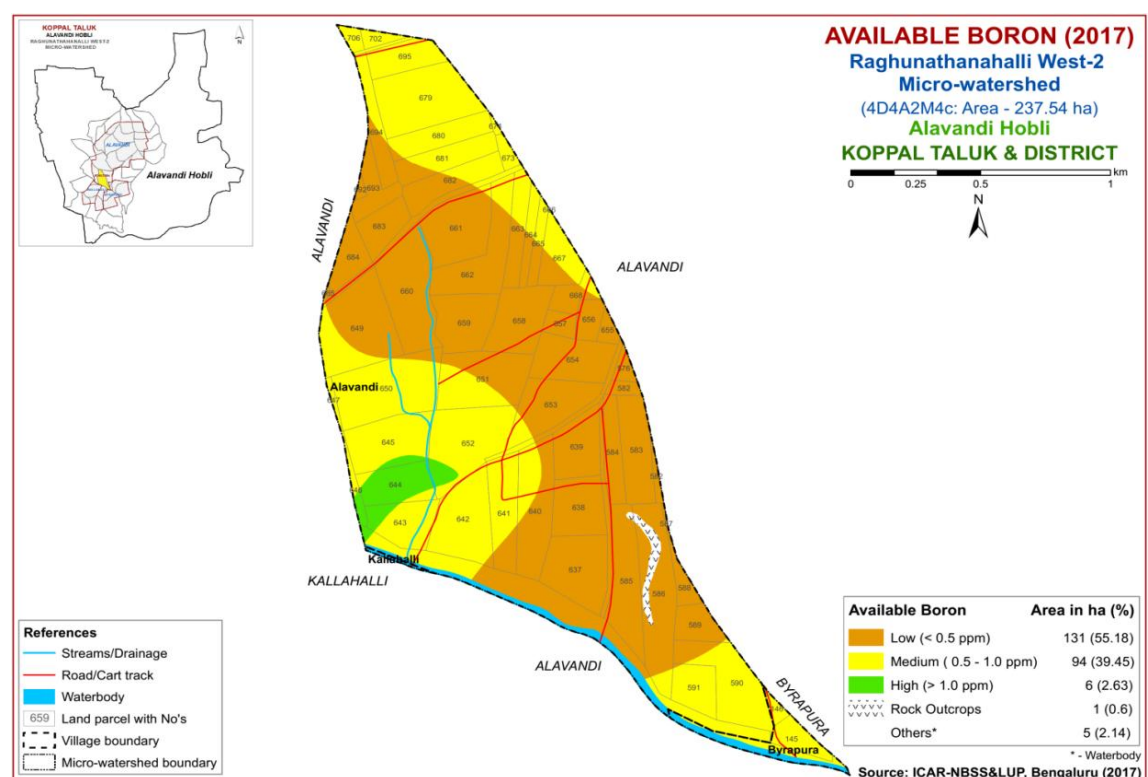 KOPPAL TALUK
ALAVANDI HOBLI
RAGHUNATHANAHALLI WEST-2
MICRO-WATERSHED
N
ALAVANDI
Alavandi Hobli
AVAILABLE BORON (2017)
Raghunathanahalli West-2
Micro-watershed
(4D4A2M4c: Area - 237.54 ha)
Alavandi Hobli
KOPPAL TALUK & DISTRICT
km
0 0.25 0.5 1
N
706 702
695
679
694
680
681
673
682
693
683
661
663
664
665
667
684
662
660
668
649
659
658
657
656
655
654
651
576
582
Alavandi
650
647
653
645
652
639
584
583
644
643
642
641
640
638
637
585
586
588
589
591
590
145
ALAVANDI
ALAVANDI
Kallahalli
KALLAHALLI
ALAVANDI
BYRAPURA
Byrapura
References
Streams/Drainage
Road/Cart track
Waterbody
659 Land parcel with No's
Village boundary
Micro-watershed boundary
Available Boron Area in ha (%)
Low (< 0.5 ppm) 131 (55.18)
Medium ( 0.5 - 1.0 ppm) 94 (39.45)
High (> 1.0 ppm) 6 (2.63)
Rock Outcrops 1 (0.6)
Others* 5 (2.14)
* - Waterbody
Source: ICAR-NBSS&LUP, Bengaluru (2017)